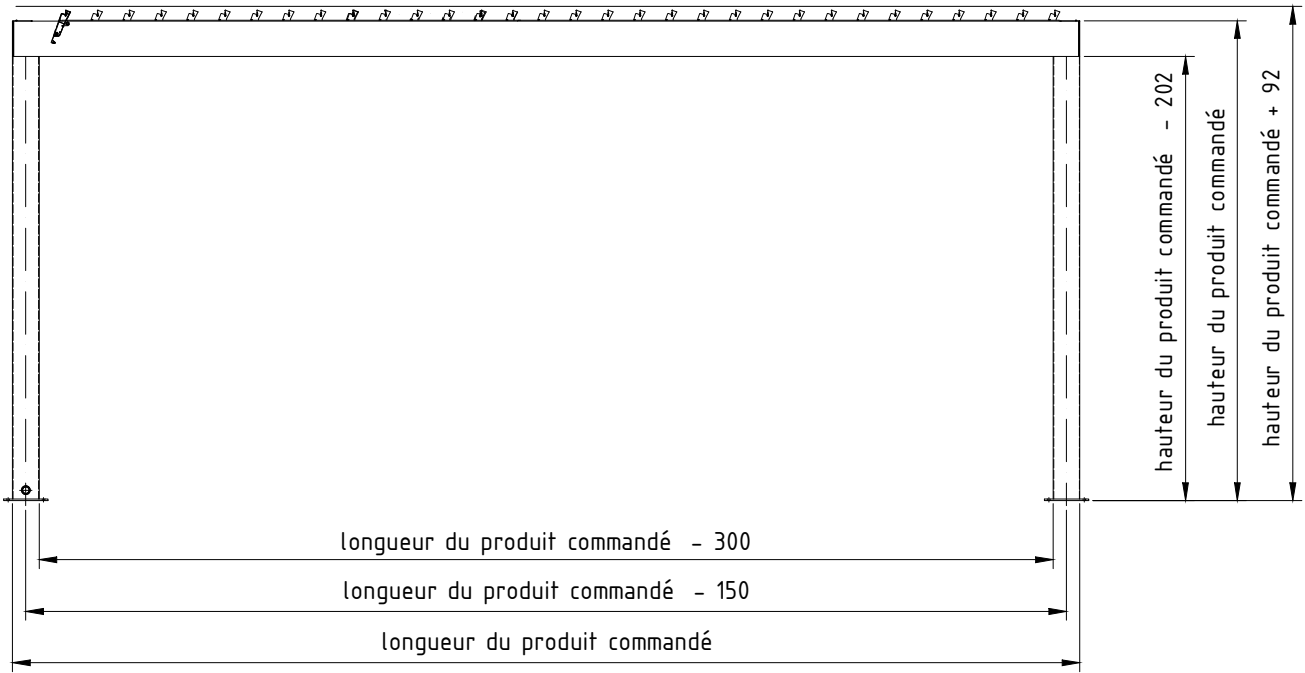 hauteur du produit commandé - 202
hauteur du produit commandé
hauteur du produit commandé + 92
longueur du produit commandé - 300
longueur du produit commandé - 150
longueur du produit commandé